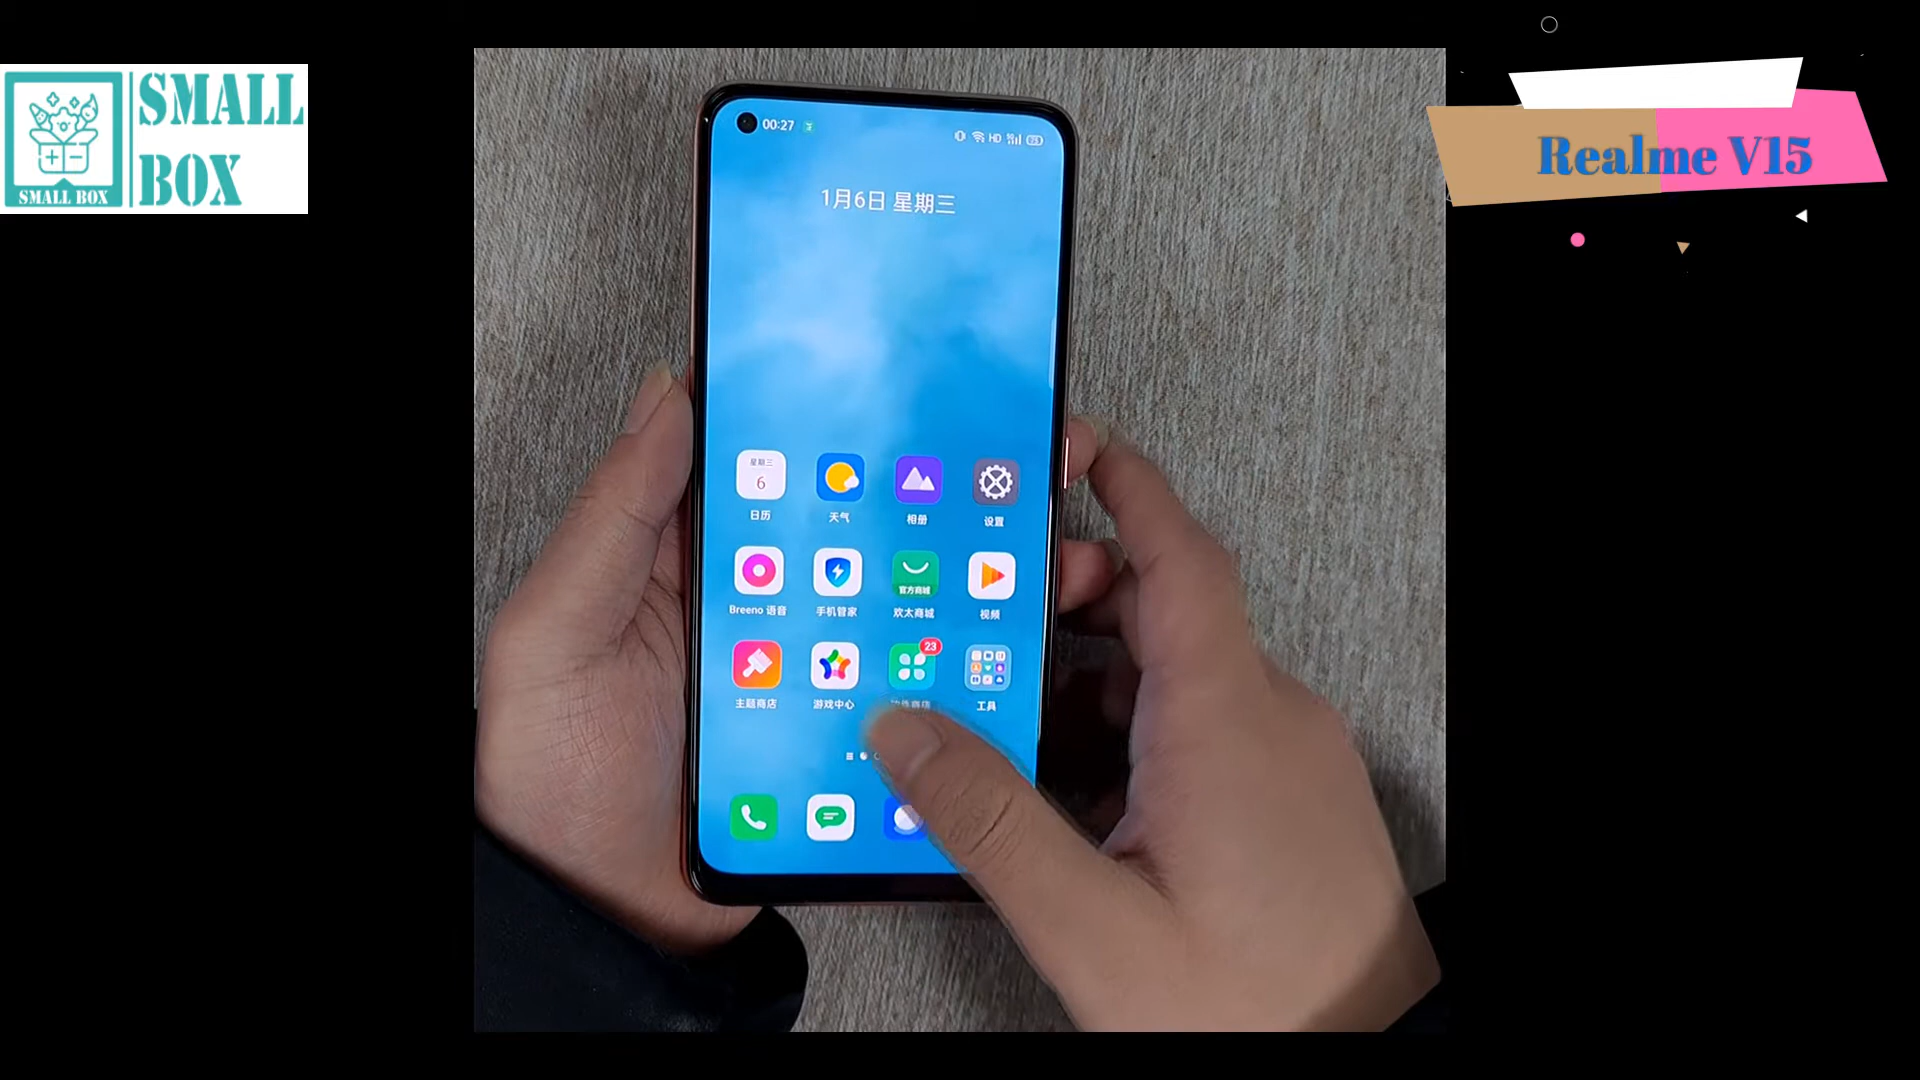 SMALL
BOX
SMALL BOX
Realme V15
00:27
HD
1月6日 星期三
星期三
6
日历
天气
相册
设置
官方商城
Breeno 语音
手机管家
欢太商城
视频
23
主题商店
游戏中心
工具